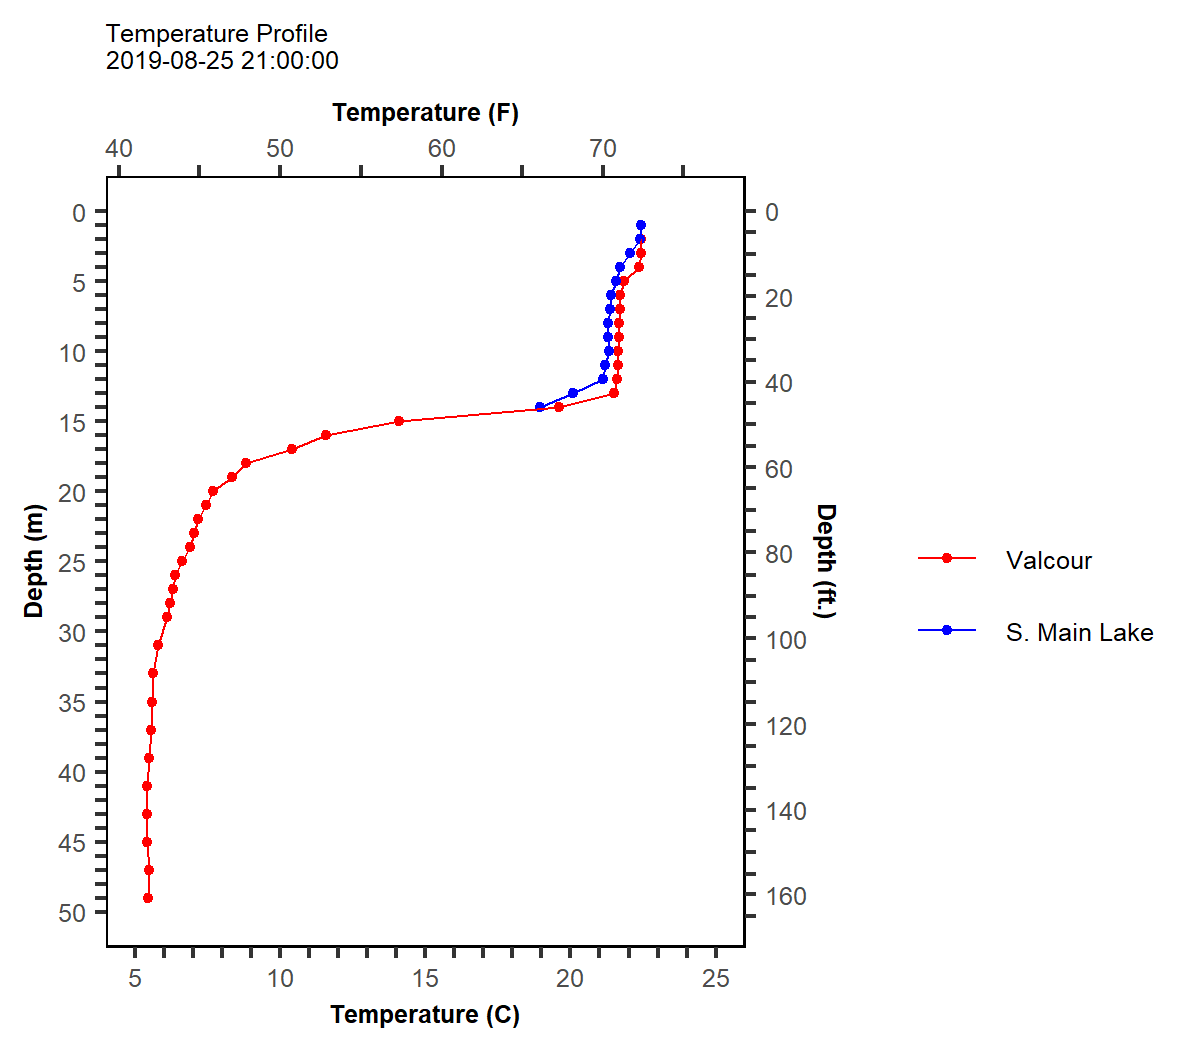 Temperature Profile
2019-08-25 21:00:00
Temperature (F)
40 50 60 70
0
5
10
15
20
25
30
35
40
45
50
Depth (m)
0
20
40
60
80
100
120
140
160
Depth (ft.)
Valcour
S. Main Lake
5 10 15 20 25
Temperature (C)